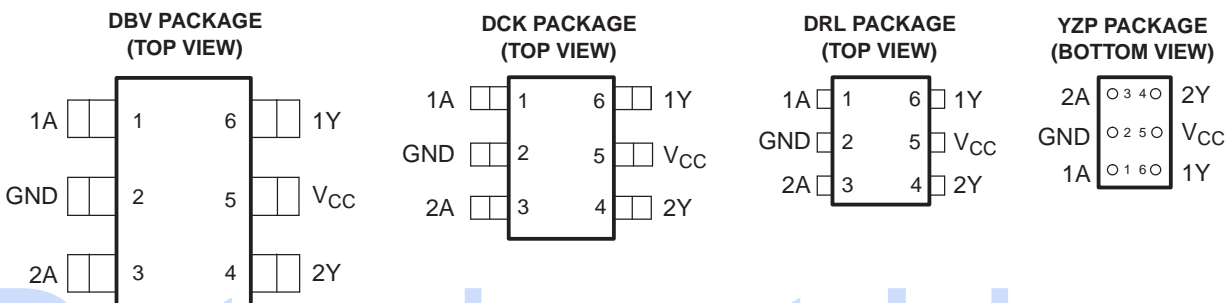 DBV PACKAGE
(TOP VIEW)
1A 1 6 1Y
GND 2 5 VCC
2A 3 4 2Y
DCK PACKAGE
(TOP VIEW)
1A 1 6 1Y
GND 2 5 VCC
2A 3 4 2Y
DRL PACKAGE
(TOP VIEW)
1A 1 6 1Y
GND 2 5 VCC
2A 3 4 2Y
YZP PACKAGE
(BOTTOM VIEW)
2A 3 4 2Y
GND 2 5 VCC
1A 1 6 1Y